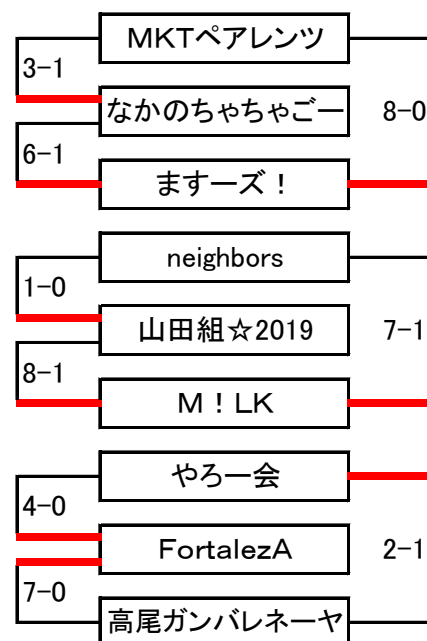 MKTペアレンツ
3-1
なかのちゃちゃごー
8-0
6-1
ますーズ！
neighbors
1-0
山田組☆2019
7-1
8-1
M！LK
やろー会
4-0
FortalezA
2-1
7-0
高尾ガンバレネーヤ